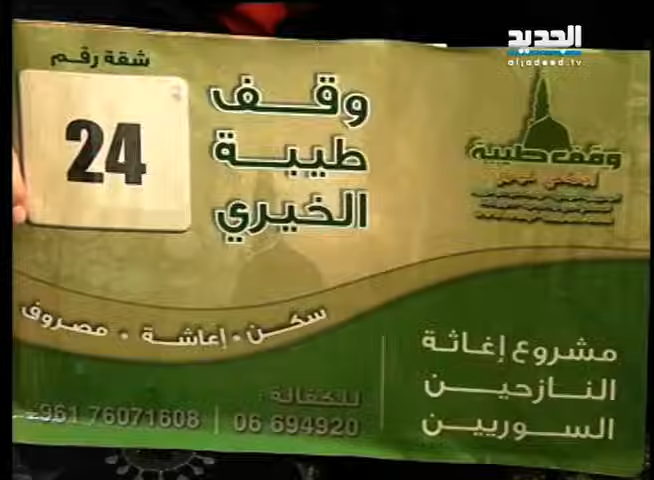 الجديد
aljadeed.tv
شقة رقم
24
وقف
طيبة
الخيري
وقف طيبة
سكن • إعاشة • مصروف
مشروع إغاثة
النازحين
السوريين
للكفالة :
+961 76071608 | 06 694920